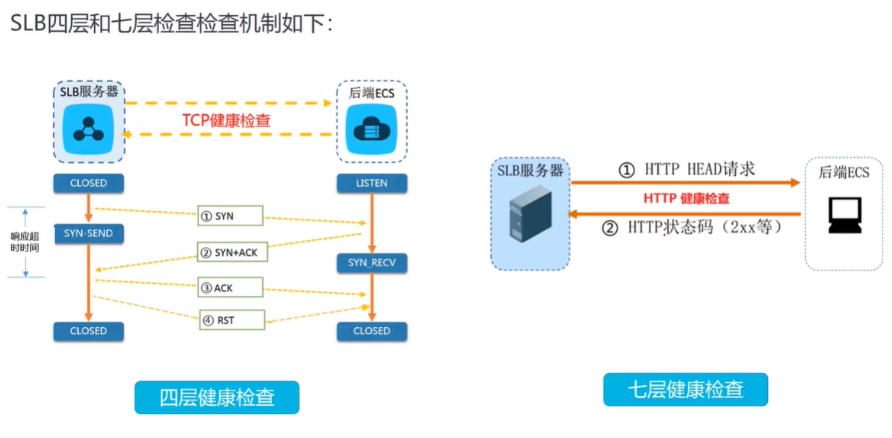 SLB四层和七层检查检查机制如下：
SLB服务器
后端ECS
TCP健康检查
CLOSED
LISTEN
响应超
时时间
① SYN
SYN-SEND
② SYN+ACK
SYN_RECV
③ ACK
④ RST
CLOSED
CLOSED
四层健康检查
SLB服务器
① HTTP HEAD请求
后端ECS
HTTP 健康检查
② HTTP状态码（2xx等）
七层健康检查